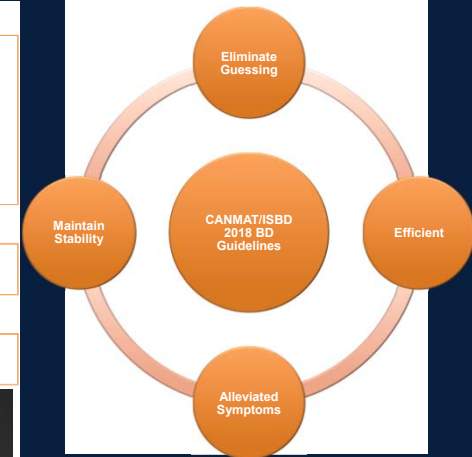 Eliminate
Guessing
Maintain
Stability
CANMAT/ISBD
2018 BD
Guidelines
Efficient
Alleviated
Symptoms